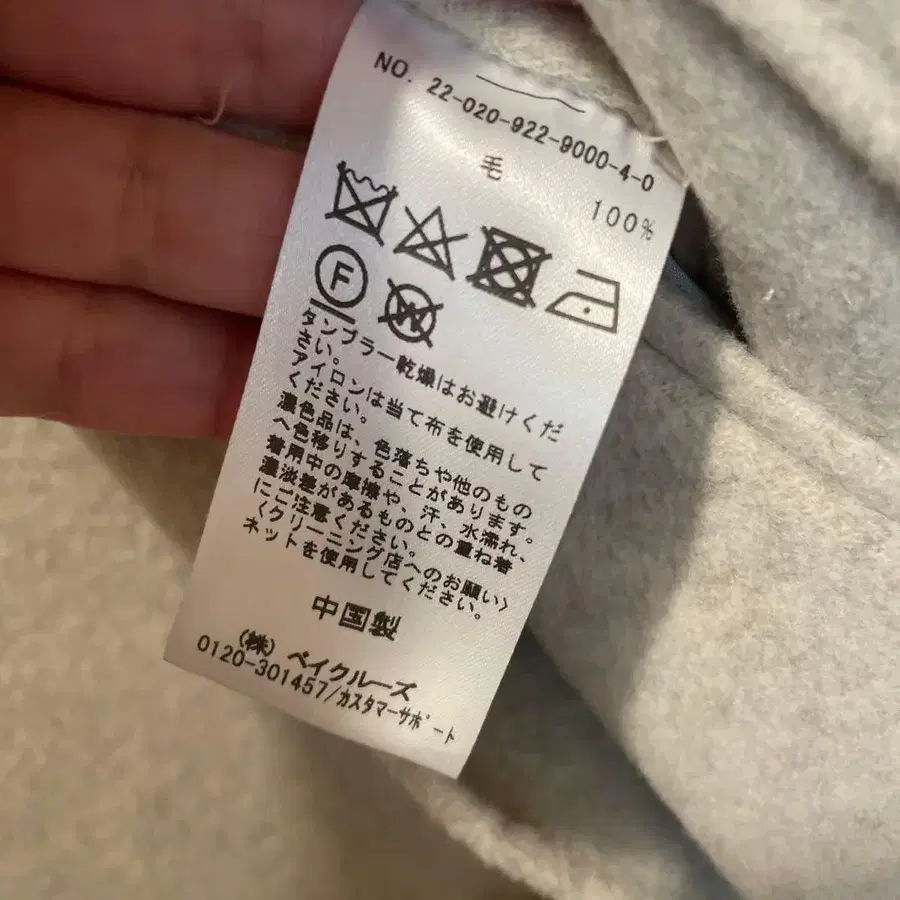 NO. 22-020-922-9000-4-0
毛
100%
F
W
タンブラー乾燥はお避けくだ
さい。
アイロンは当て布を使用して
ください。
濃色品は、色落ちや他のもの
へ色移りすることがあります。
着用中の摩擦や、汗、水濡れ、
濃淡差があるものとの重ね着
にご注意ください。
〈クリーニング店へのお願い〉
ネットを使用してください。
中国製
(株) ベイクルーズ
0120-301457/カスタマーサポート